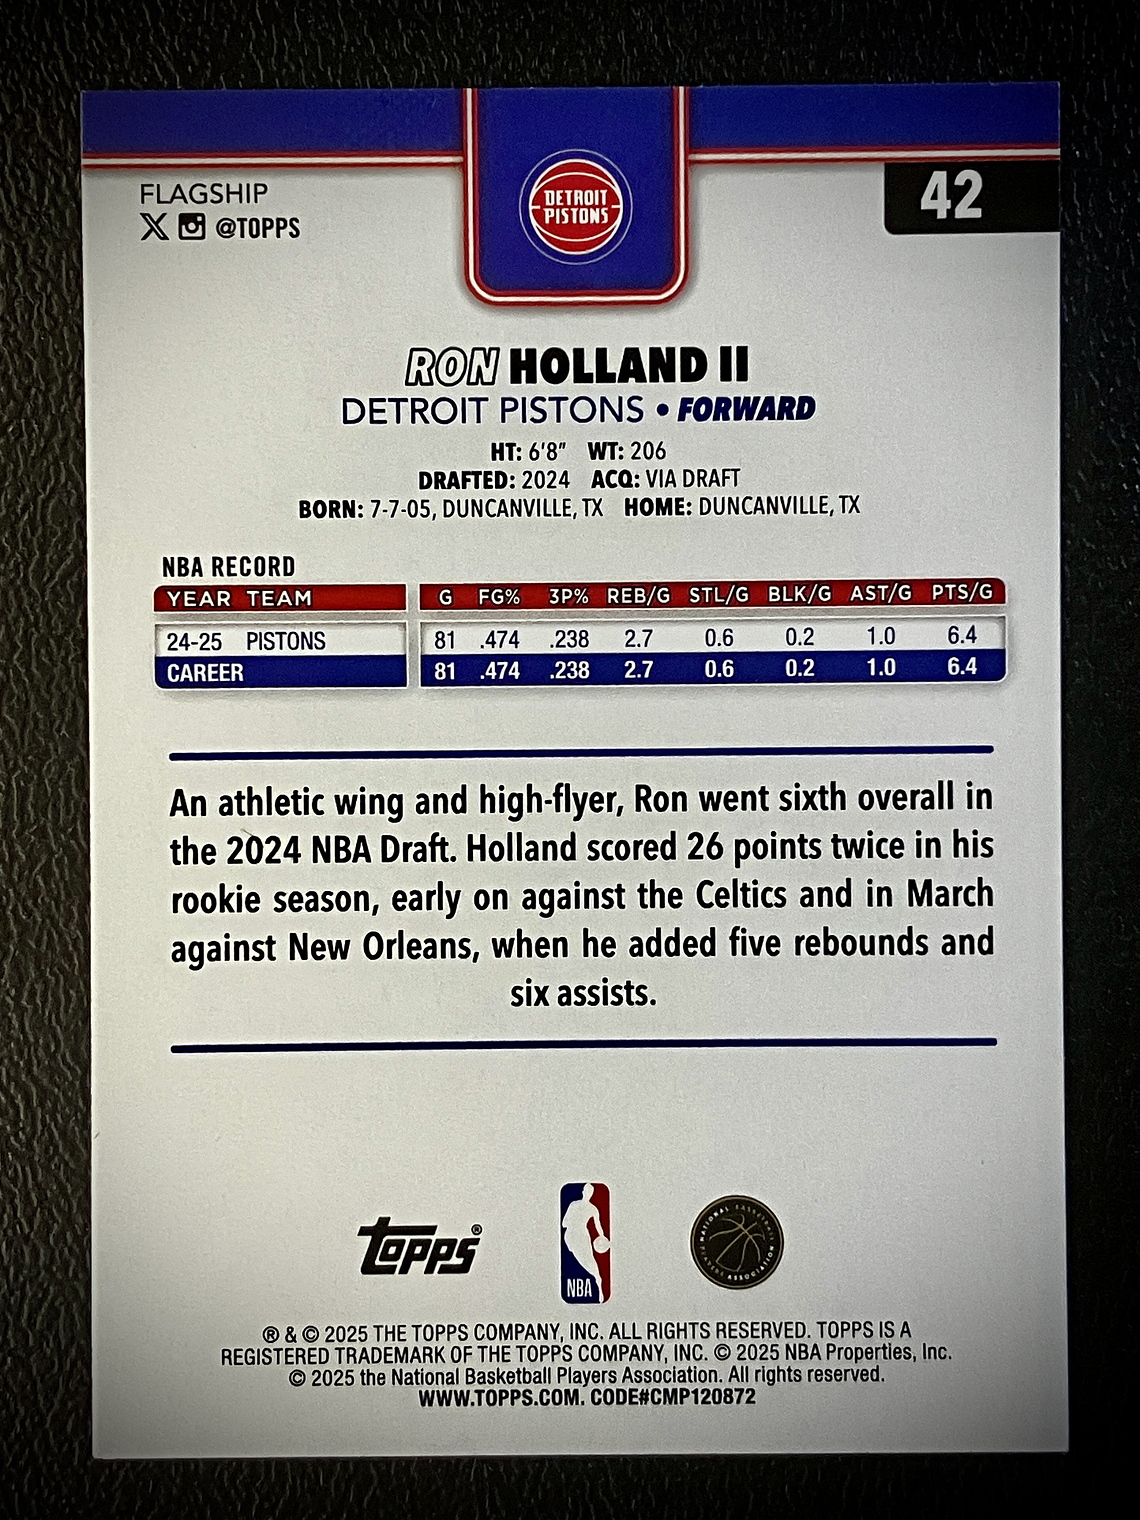 FLAGSHIP
@TOPPS
42
DETROIT
PISTONS
RON HOLLAND II
DETROIT PISTONS • FORWARD
HT: 6'8" WT: 206
DRAFTED: 2024 ACQ: VIA DRAFT
BORN: 7-7-05, DUNCANVILLE, TX HOME: DUNCANVILLE, TX
NBA RECORD
YEAR TEAM G FG% 3P% REB/G STL/G BLK/G AST/G PTS/G
24-25 PISTONS 81 .474 .238 2.7 0.6 0.2 1.0 6.4
CAREER 81 .474 .238 2.7 0.6 0.2 1.0 6.4
An athletic wing and high-flyer, Ron went sixth overall in
the 2024 NBA Draft. Holland scored 26 points twice in his
rookie season, early on against the Celtics and in March
against New Orleans, when he added five rebounds and
six assists.
topps®
NBA
NATIONAL BASKETBALL PLAYERS ASSOCIATION
® & © 2025 THE TOPPS COMPANY, INC. ALL RIGHTS RESERVED. TOPPS IS A
REGISTERED TRADEMARK OF THE TOPPS COMPANY, INC. © 2025 NBA Properties, Inc.
© 2025 the National Basketball Players Association. All rights reserved.
WWW.TOPPS.COM. CODE#CMP120872